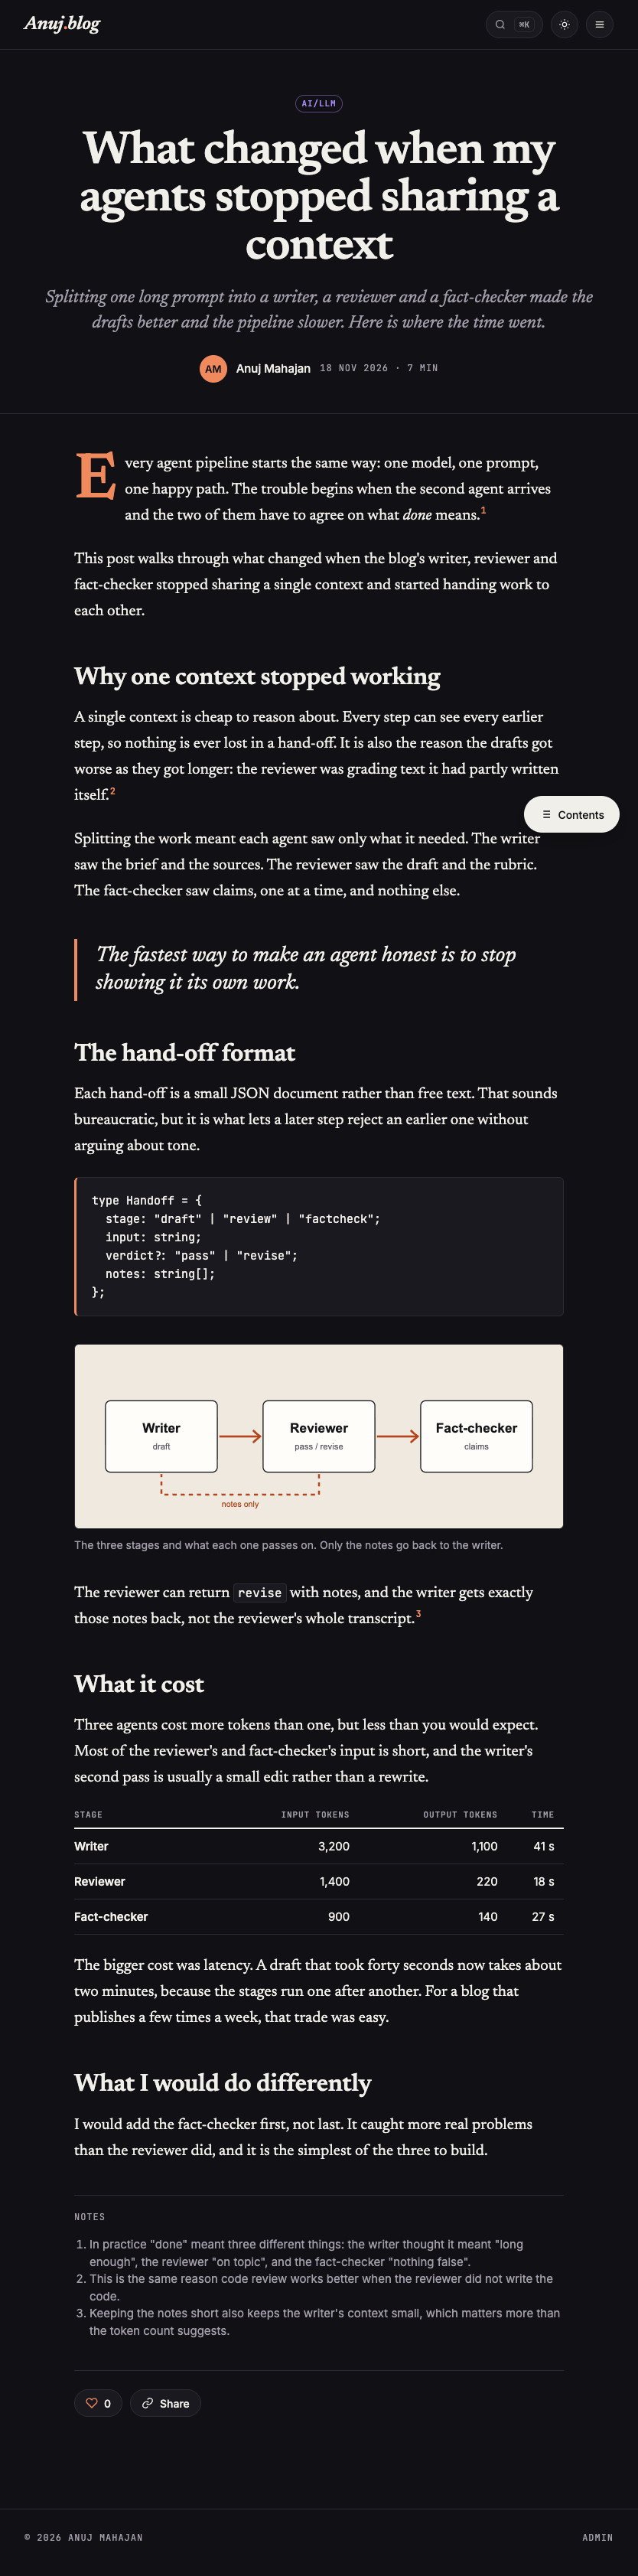 Anuj.blog
⌘K
AI/LLM
What changed when my
agents stopped sharing a
context
Splitting one long prompt into a writer, a reviewer and a fact-checker made the
drafts better and the pipeline slower. Here is where the time went.
AM Anuj Mahajan 18 NOV 2026 · 7 MIN
Every agent pipeline starts the same way: one model, one prompt,
one happy path. The trouble begins when the second agent arrives
and the two of them have to agree on what done means.1
This post walks through what changed when the blog's writer, reviewer and
fact-checker stopped sharing a single context and started handing work to
each other.
Why one context stopped working
A single context is cheap to reason about. Every step can see every earlier
step, so nothing is ever lost in a hand-off. It is also the reason the drafts got
worse as they got longer: the reviewer was grading text it had partly written
itself.2
Contents
Splitting the work meant each agent saw only what it needed. The writer
saw the brief and the sources. The reviewer saw the draft and the rubric.
The fact-checker saw claims, one at a time, and nothing else.
The fastest way to make an agent honest is to stop
showing it its own work.
The hand-off format
Each hand-off is a small JSON document rather than free text. That sounds
bureaucratic, but it is what lets a later step reject an earlier one without
arguing about tone.
type Handoff = {
  stage: "draft" | "review" | "factcheck";
  input: string;
  verdict?: "pass" | "revise";
  notes: string[];
};
Writer Reviewer Fact-checker
draft pass / revise claims
notes only
The three stages and what each one passes on. Only the notes go back to the writer.
The reviewer can return revise with notes, and the writer gets exactly
those notes back, not the reviewer's whole transcript.3
What it cost
Three agents cost more tokens than one, but less than you would expect.
Most of the reviewer's and fact-checker's input is short, and the writer's
second pass is usually a small edit rather than a rewrite.
STAGE INPUT TOKENS OUTPUT TOKENS TIME
Writer 3,200 1,100 41 s
Reviewer 1,400 220 18 s
Fact-checker 900 140 27 s
The bigger cost was latency. A draft that took forty seconds now takes about
two minutes, because the stages run one after another. For a blog that
publishes a few times a week, that trade was easy.
What I would do differently
I would add the fact-checker first, not last. It caught more real problems
than the reviewer did, and it is the simplest of the three to build.
NOTES
1. In practice "done" meant three different things: the writer thought it meant "long
enough", the reviewer "on topic", and the fact-checker "nothing false".
2. This is the same reason code review works better when the reviewer did not write the
code.
3. Keeping the notes short also keeps the writer's context small, which matters more than
the token count suggests.
0 Share
© 2026 ANUJ MAHAJAN ADMIN